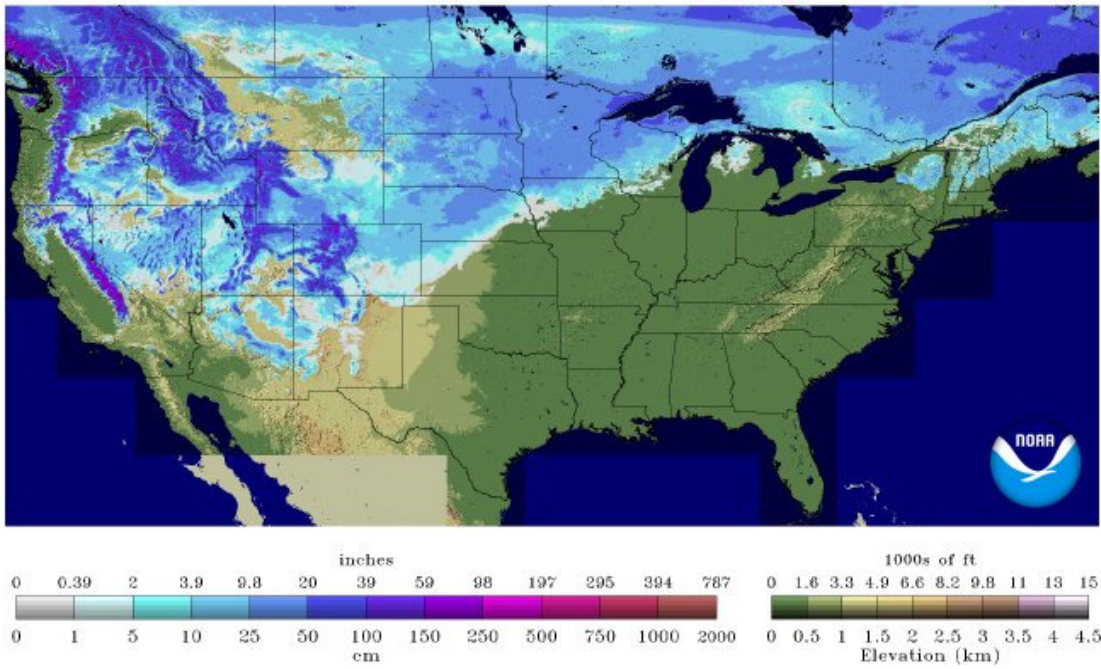 NOAA
inches
0 0.39 2 3.9 9.8 20 39 59 98 197 295 394 787
0 1 5 10 25 50 100 150 250 500 750 1000 2000
cm
1000s of ft
0 1.6 3.3 4.9 6.6 8.2 9.8 11 13 15
0 0.5 1 1.5 2 2.5 3 3.5 4 4.5
Elevation (km)